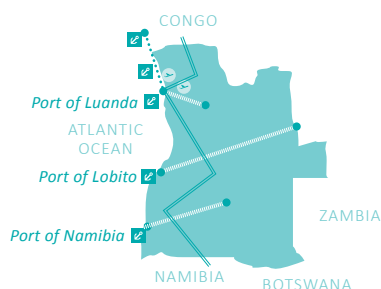 CONGO
Port of Luanda
ATLANTIC
OCEAN
Port of Lobito
ZAMBIA
Port of Namibia
NAMIBIA
BOTSWANA